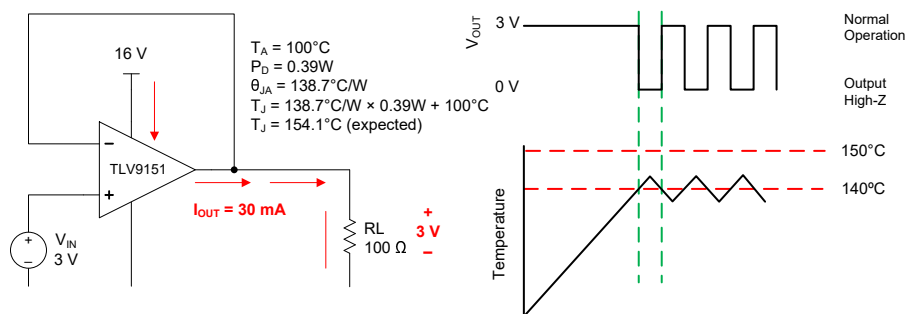 16 V
T_A = 100°C
P_D = 0.39W
θ_JA = 138.7°C/W
T_J = 138.7°C/W × 0.39W + 100°C
T_J = 154.1°C (expected)
–
TLV9151
+
I_OUT = 30 mA
+
–
V_IN
3 V
RL
100 Ω
+
3 V
–
V_OUT
3 V
0 V
Normal
Operation
Output
High-Z
150°C
140ºC
Temperature